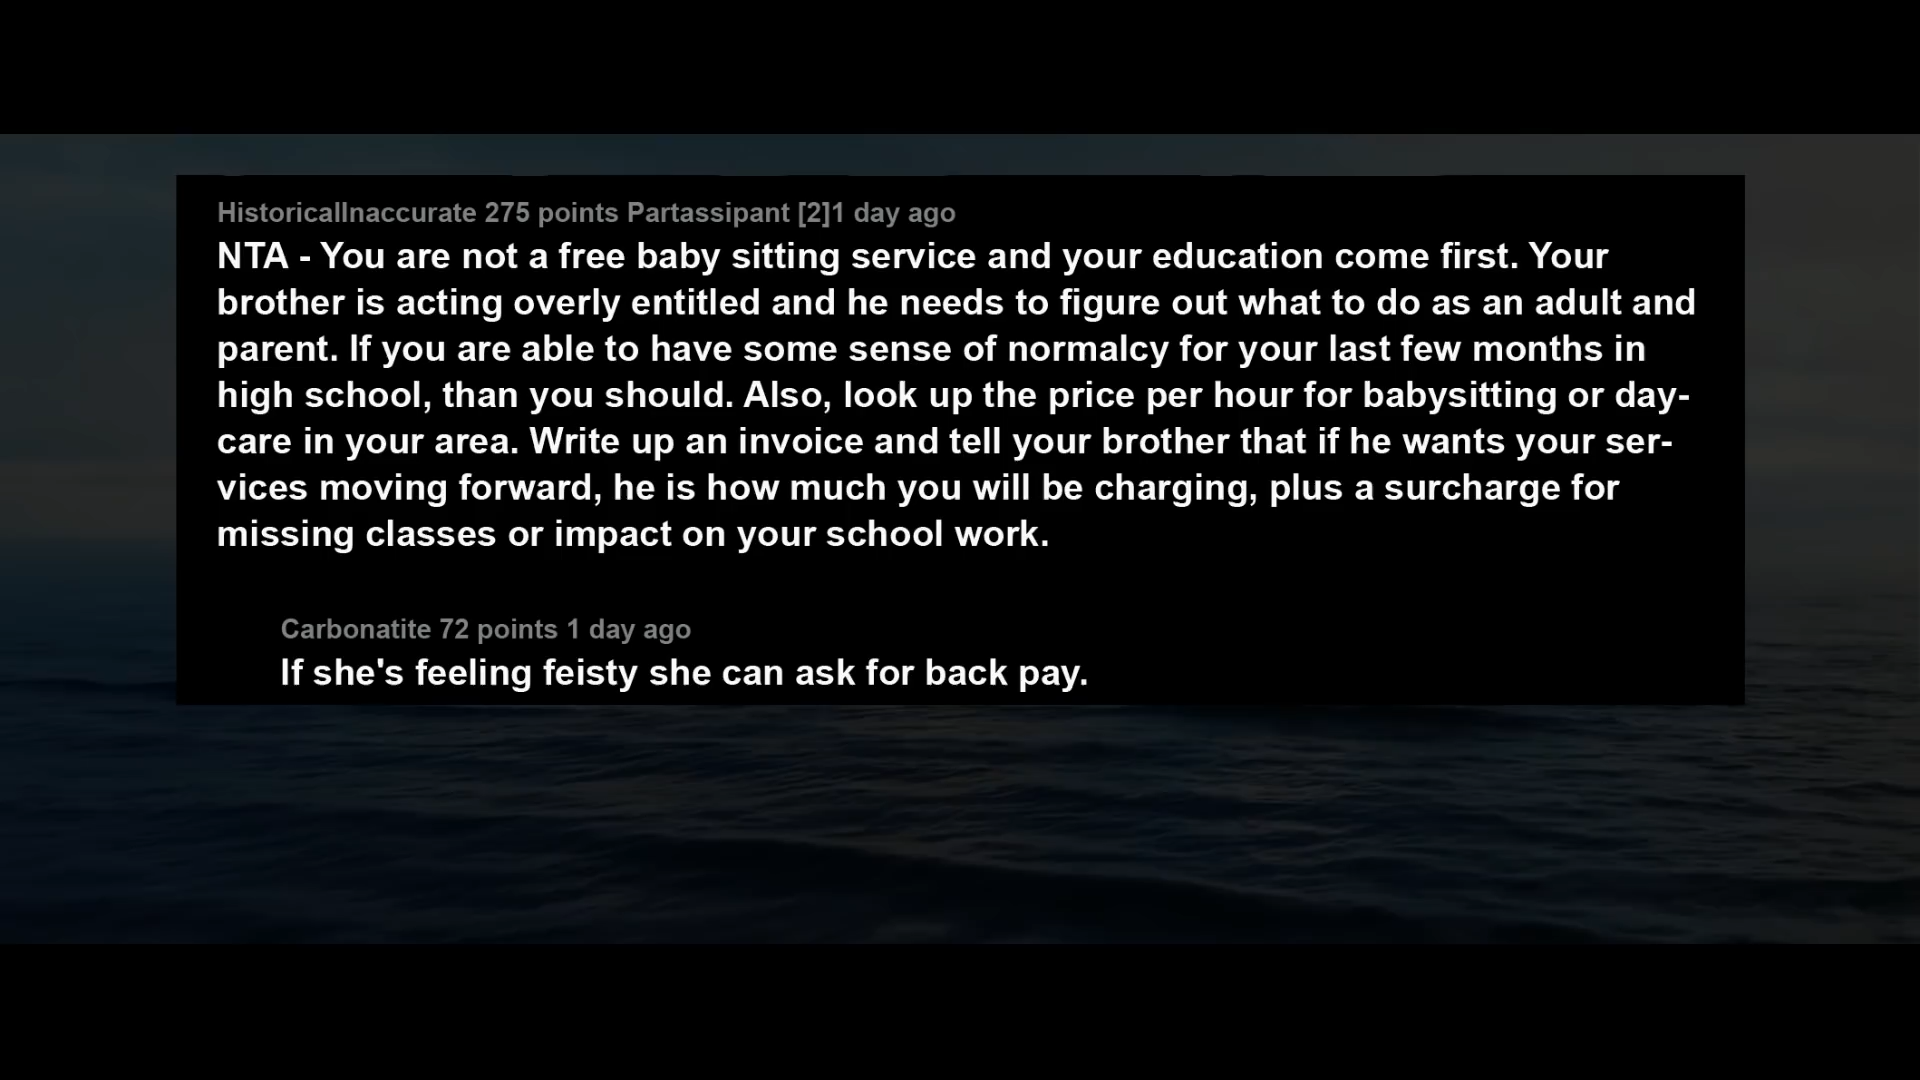 HistoricalInaccurate 275 points Partassipant [2]1 day ago
NTA - You are not a free baby sitting service and your education come first. Your
brother is acting overly entitled and he needs to figure out what to do as an adult and
parent. If you are able to have some sense of normalcy for your last few months in
high school, than you should. Also, look up the price per hour for babysitting or day-
care in your area. Write up an invoice and tell your brother that if he wants your ser-
vices moving forward, he is how much you will be charging, plus a surcharge for
missing classes or impact on your school work.
Carbonatite 72 points 1 day ago
If she's feeling feisty she can ask for back pay.